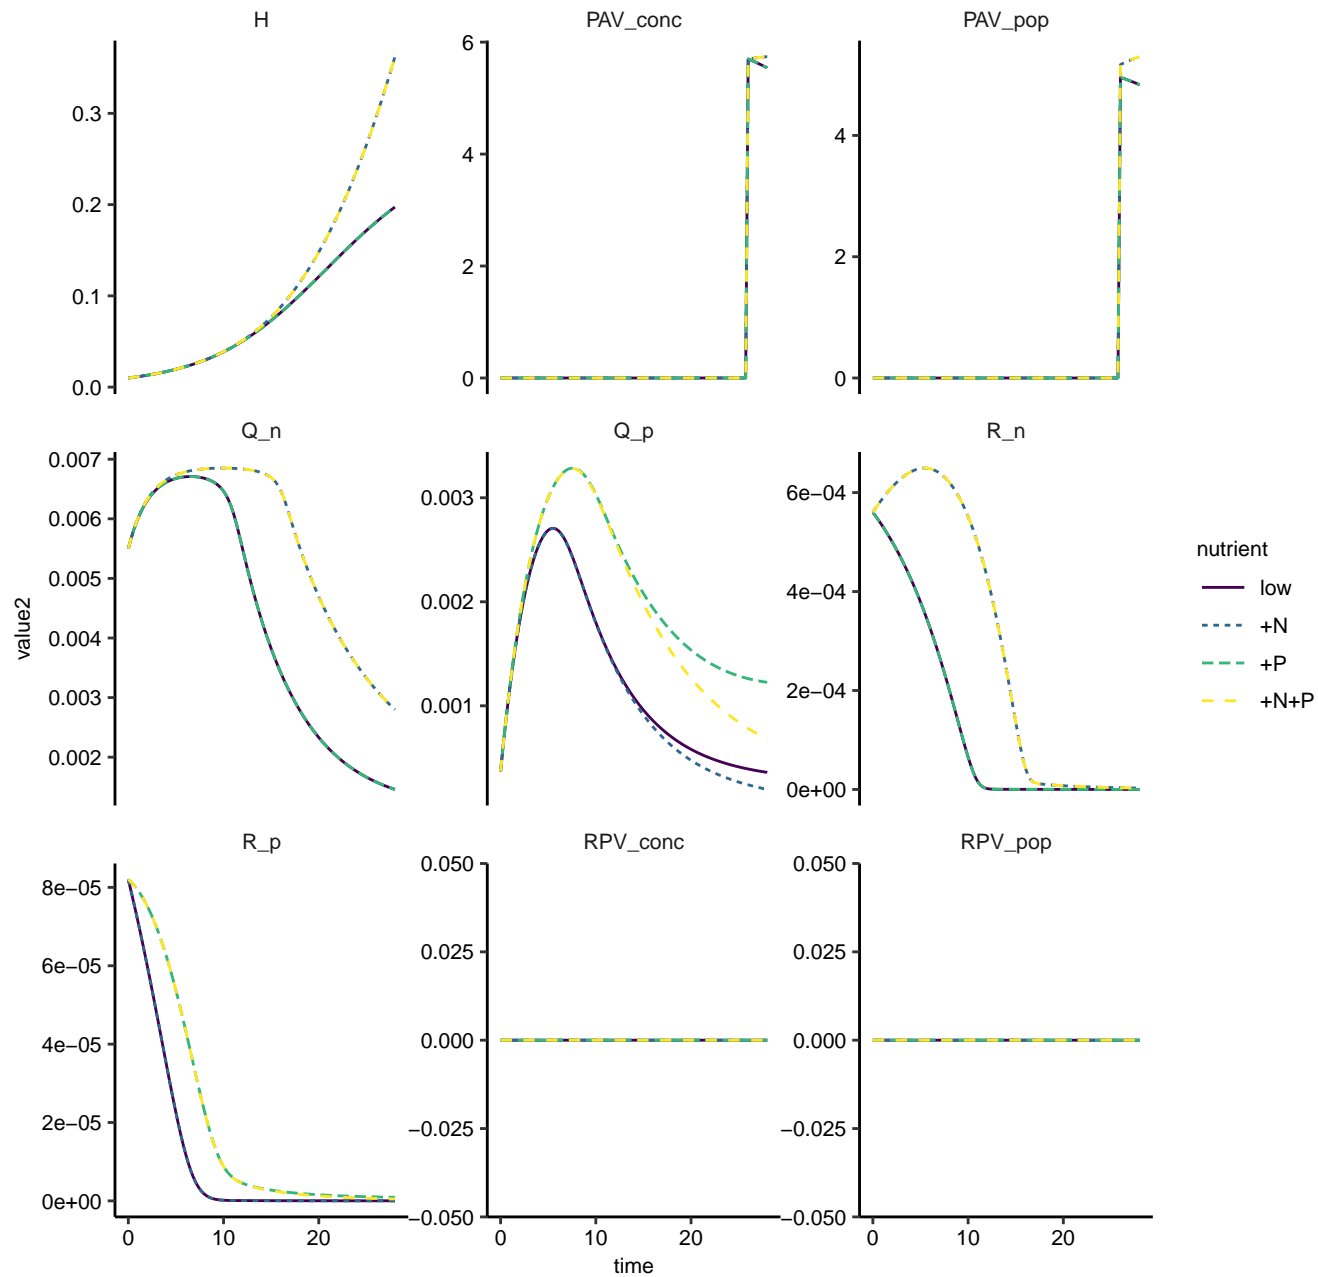 H
PAV_conc
PAV_pop
0.3
0.2
0.1
0.0
6
4
2
0
4
2
0
Q_n
Q_p
R_n
0.007
0.006
0.005
0.004
0.003
0.002
0.003
0.002
0.001
6e−04
4e−04
2e−04
0e+00
value2
R_p
RPV_conc
RPV_pop
8e−05
6e−05
4e−05
2e−05
0e+00
0.050
0.025
0.000
−0.025
−0.050
0.050
0.025
0.000
−0.025
−0.050
0 10 20
0 10 20
0 10 20
time
nutrient
low
+N
+P
+N+P